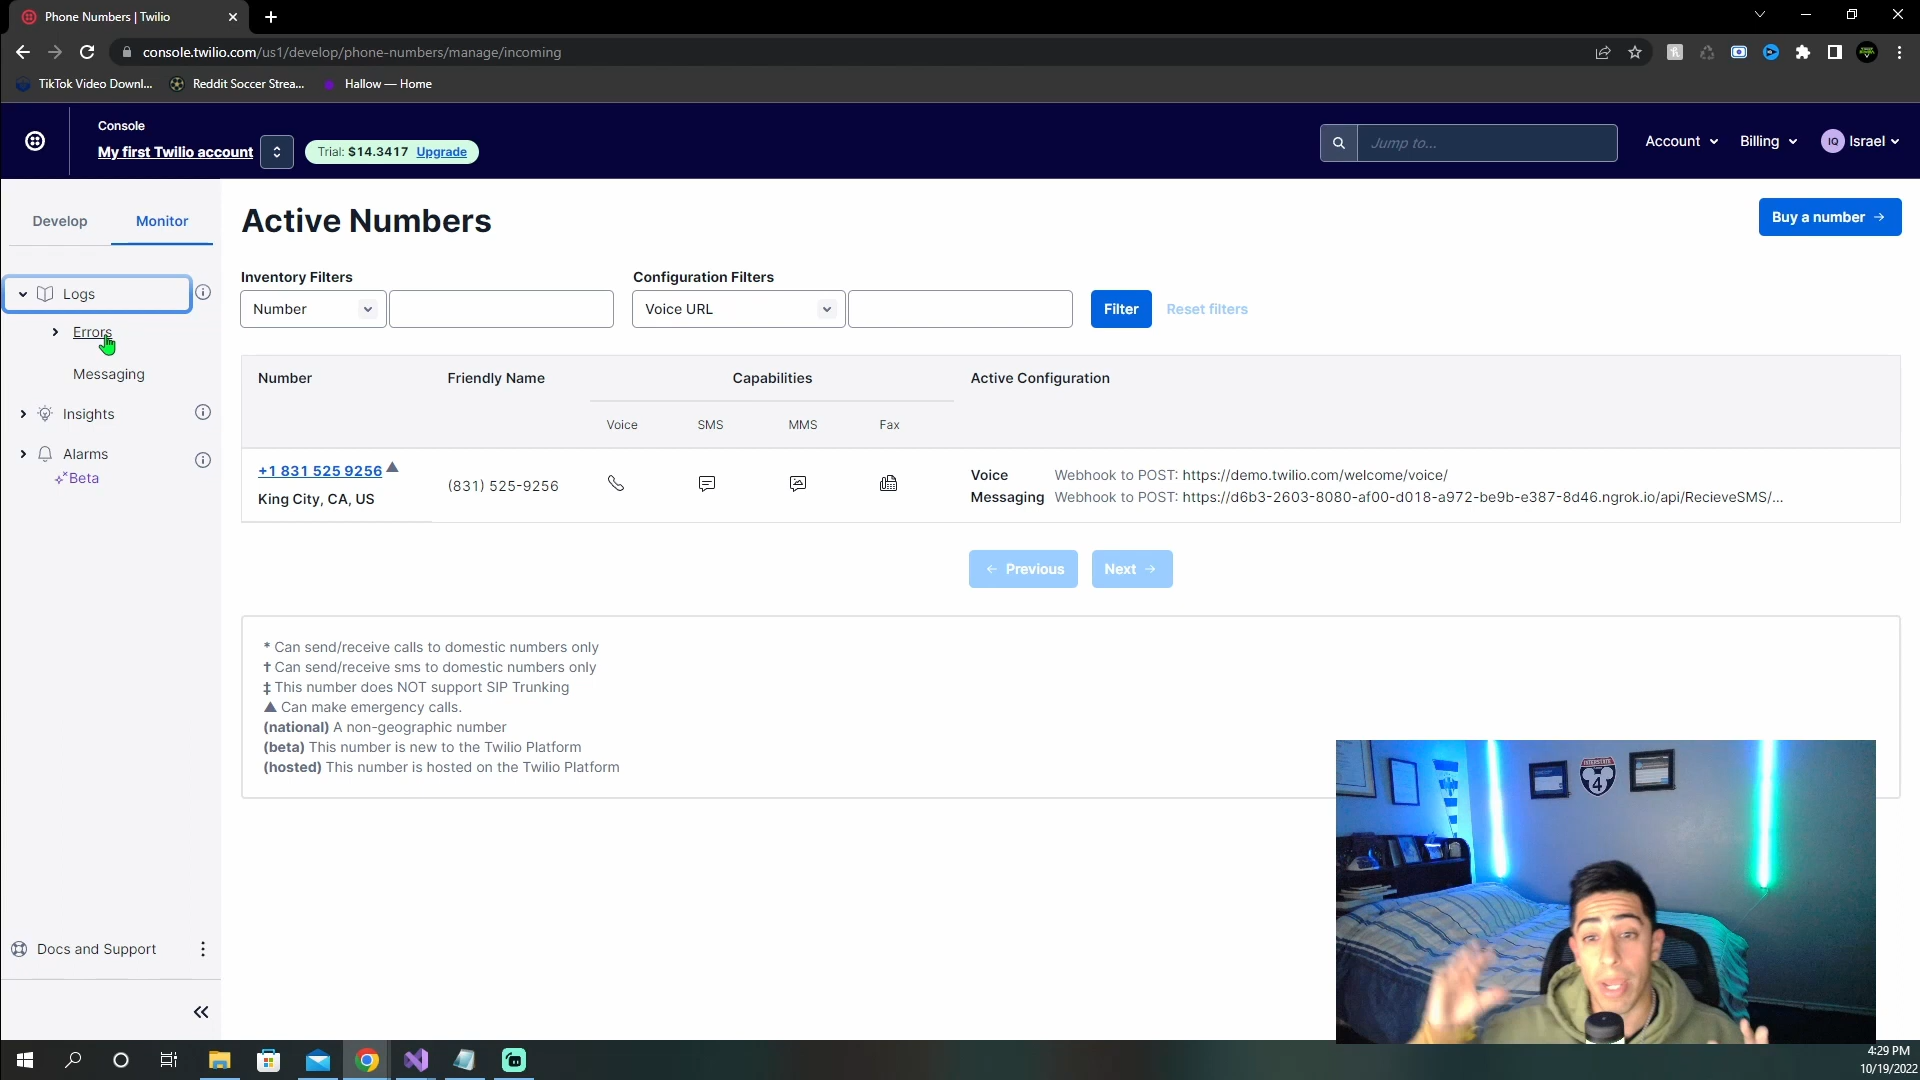 Phone Numbers | Twilio
console.twilio.com/us1/develop/phone-numbers/manage/incoming
TikTok Video Downl...
Reddit Soccer Strea...
Hallow — Home
Console
My first Twilio account
Trial: $14.3417 Upgrade
Jump to...
Account
Billing
IQ
Israel
Develop
Monitor
Logs
Errors
Messaging
Insights
Alarms
Beta
Docs and Support
Active Numbers
Buy a number
Inventory Filters
Configuration Filters
Number
Voice URL
Filter
Reset filters
Number
Friendly Name
Capabilities
Active Configuration
Voice
SMS
MMS
Fax
+1 831 525 9256 ▲
King City, CA, US
(831) 525-9256
Voice Webhook to POST: https://demo.twilio.com/welcome/voice/
Messaging Webhook to POST: https://d6b3-2603-8080-af00-d018-a972-be9b-e387-8d46.ngrok.io/api/RecieveSMS/...
← Previous
Next →
* Can send/receive calls to domestic numbers only
† Can send/receive sms to domestic numbers only
‡ This number does NOT support SIP Trunking
▲ Can make emergency calls.
(national) A non-geographic number
(beta) This number is new to the Twilio Platform
(hosted) This number is hosted on the Twilio Platform
INTERSTATE
4
4:29 PM
10/19/2022